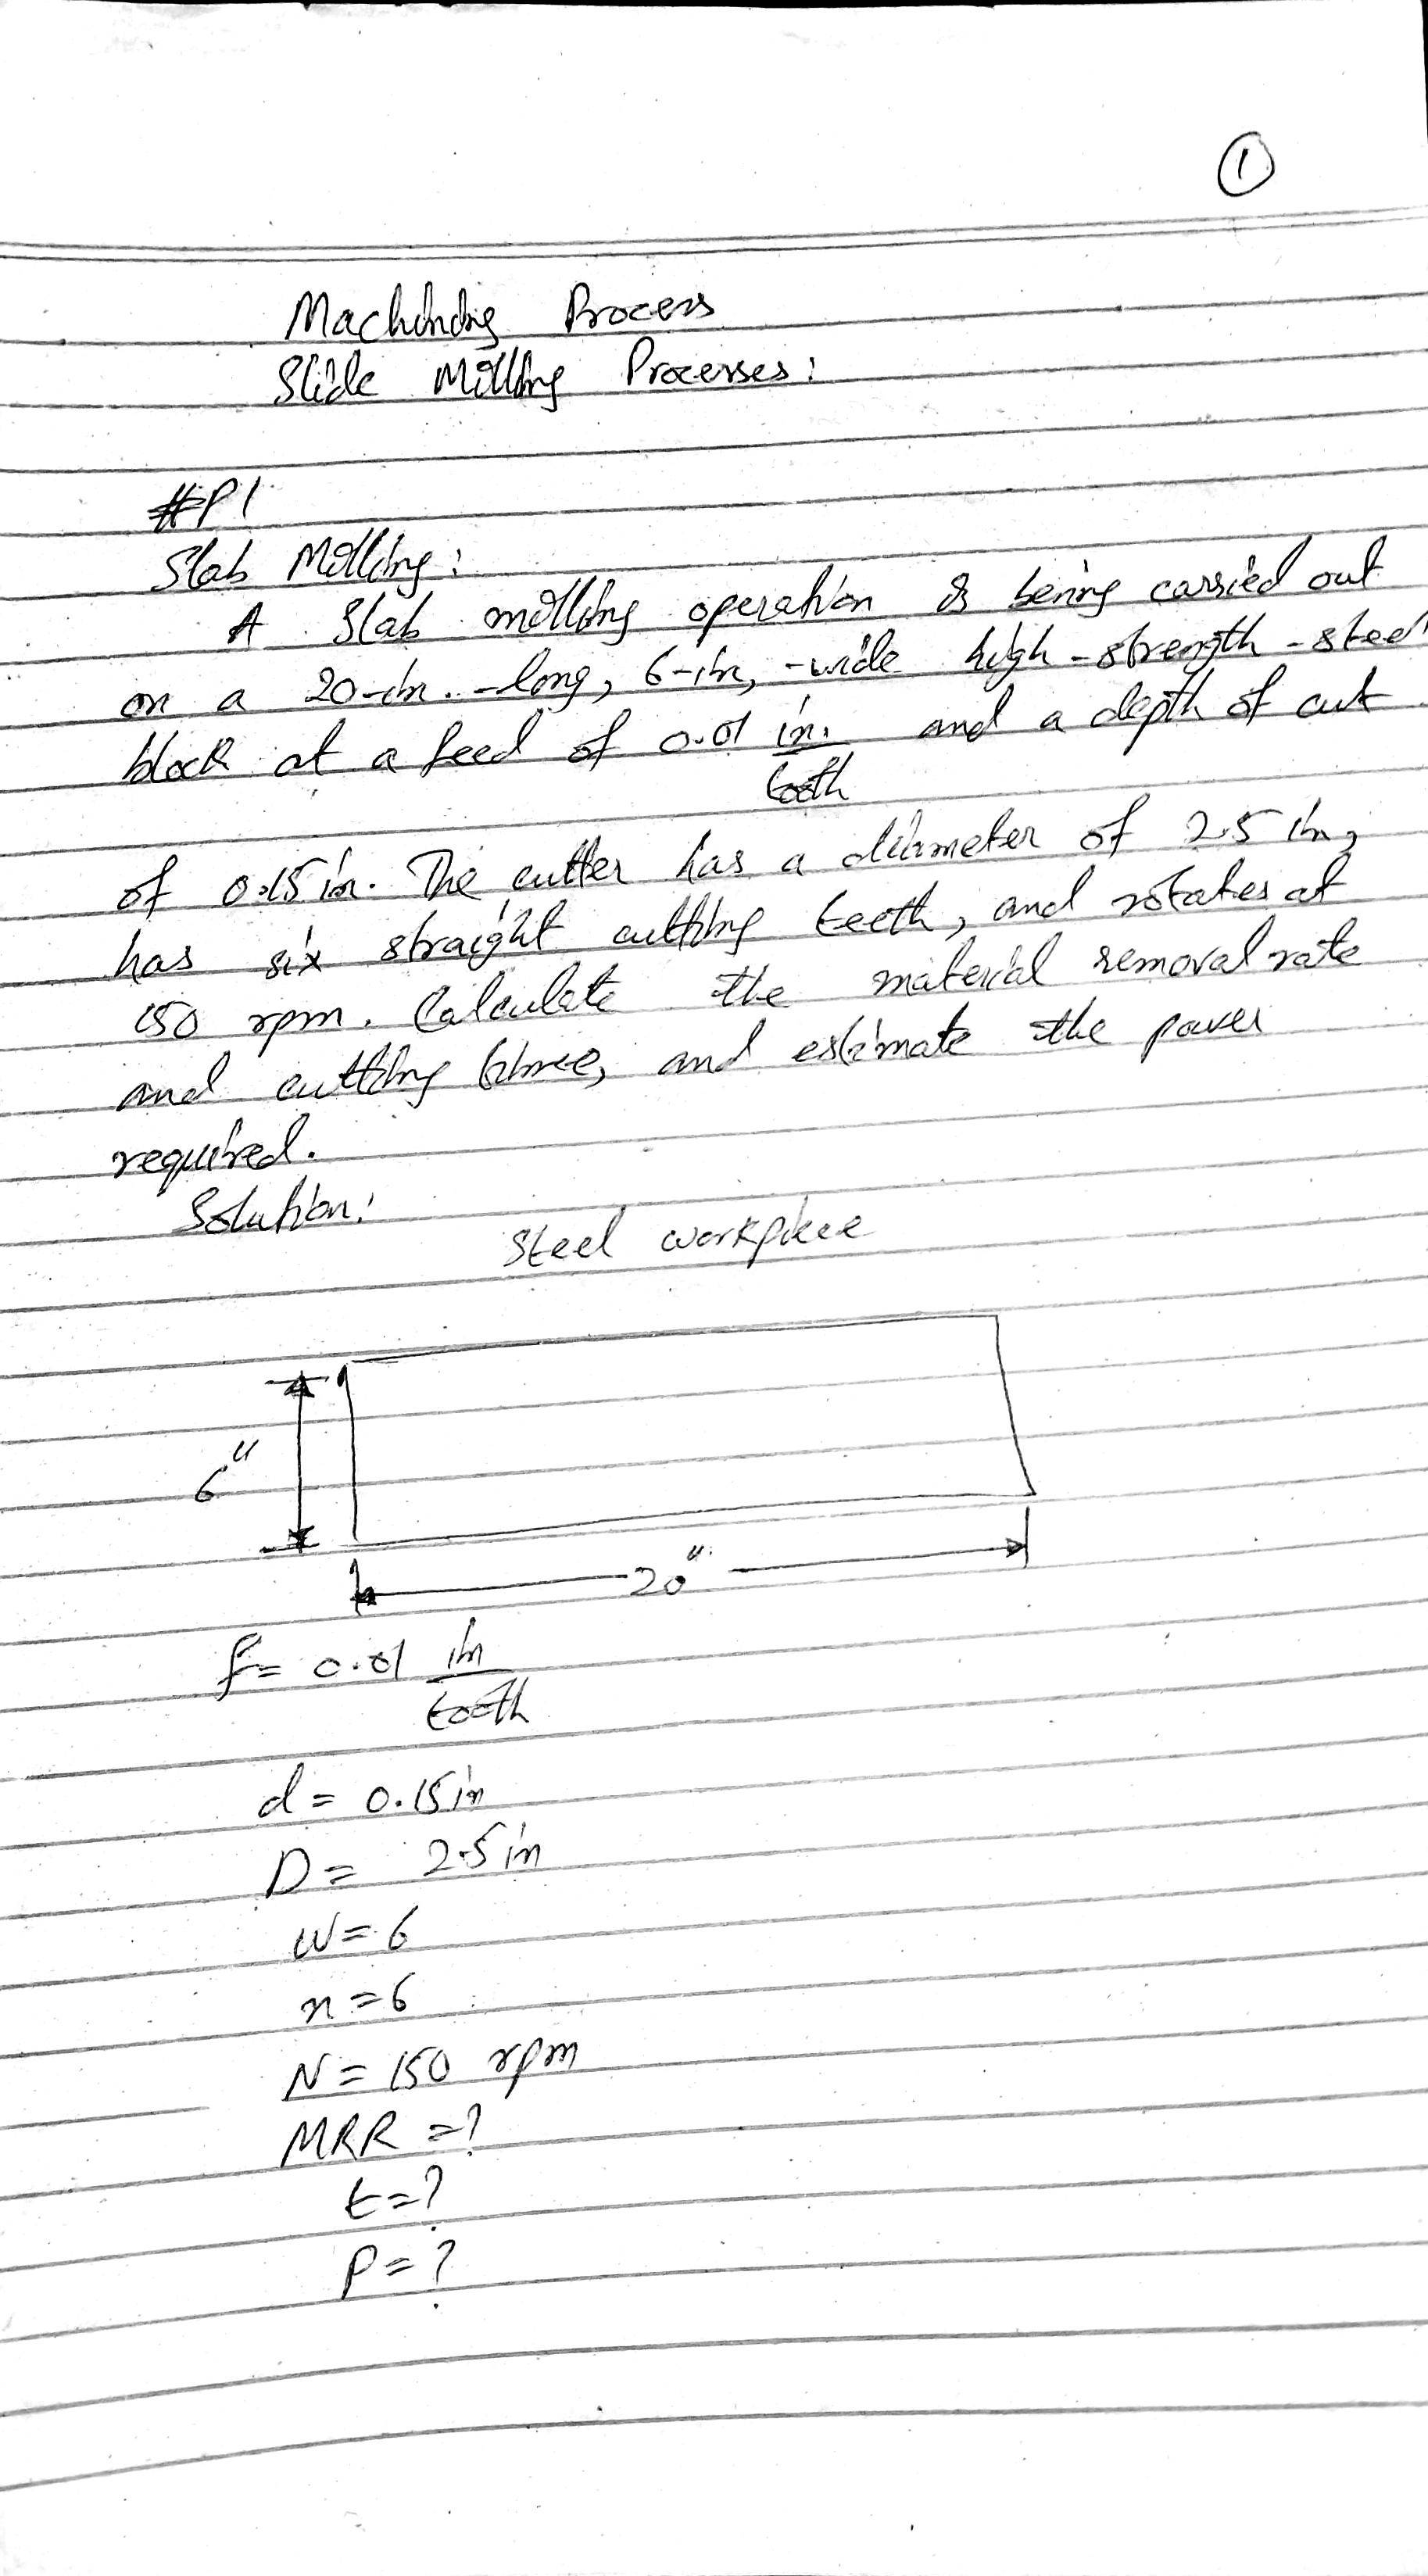 1
Machining Process
Slide Milling Processes:
#P1
Slab Milling:
A slab milling operation is being carried out
on a 20-in.-long, 6-in,-wide high-strength-steel
block at a feed of 0.01 in. and a depth of cut
tooth
of 0.15 in. The cutter has a diameter of 2.5 in,
has six straight cutting teeth, and rotates at
150 rpm. Calculate the material removal rate
and cutting time, and estimate the power
required.
Solution:
Steel workpiece
6"
20"
f= 0.01 in
tooth
d= 0.15 in
D= 2.5 in
W= 6
n=6
N= 150 rpm
MRR =?
t=?
P=?